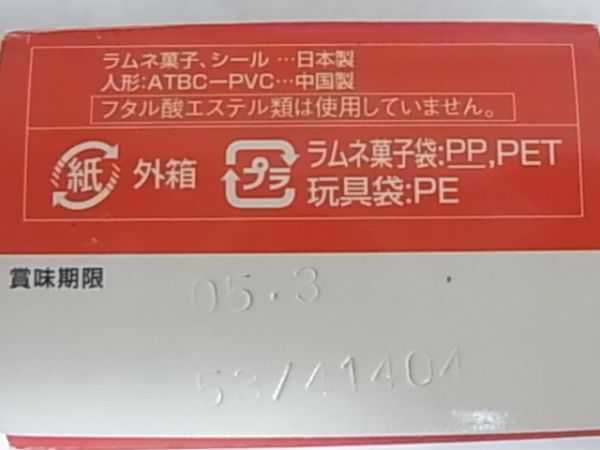 ラムネ菓子、シール…日本製
人形:ATBC－PVC…中国製
フタル酸エステル類は使用していません。
紙 外箱 プラ ラムネ菓子袋:PP,PET
玩具袋:PE
賞味期限
05.3
53741404